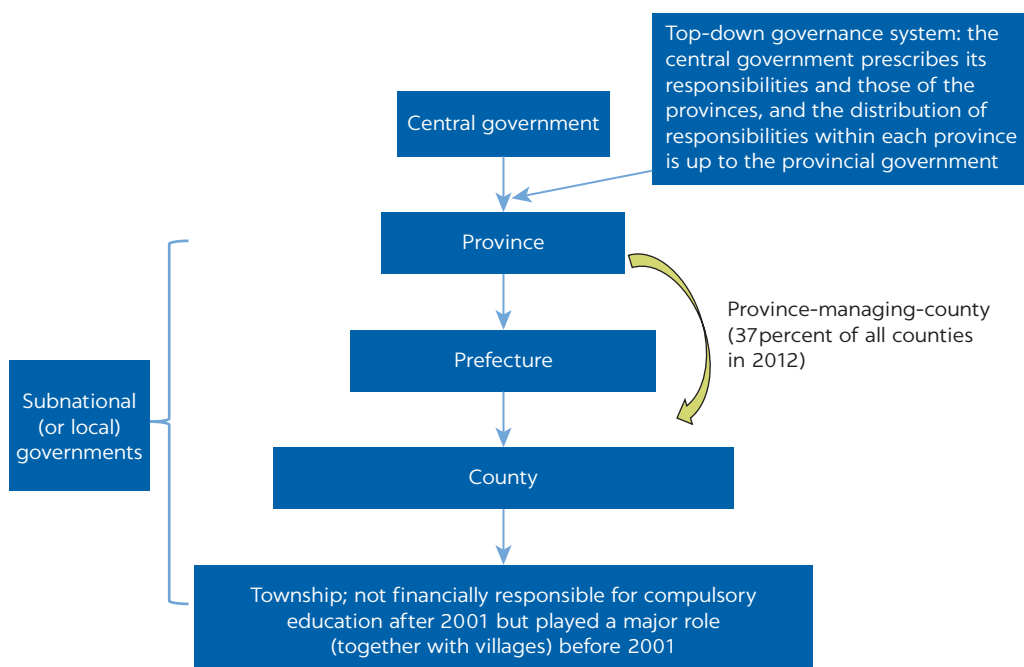 Top-down governance system: the
central government prescribes its
responsibilities and those of the
provinces, and the distribution of
responsibilities within each province
is up to the provincial government
Central government
Province
Province-managing-county
(37percent of all counties
in 2012)
Prefecture
Subnational
(or local)
governments
County
Township; not financially responsible for compulsory
education after 2001 but played a major role
(together with villages) before 2001